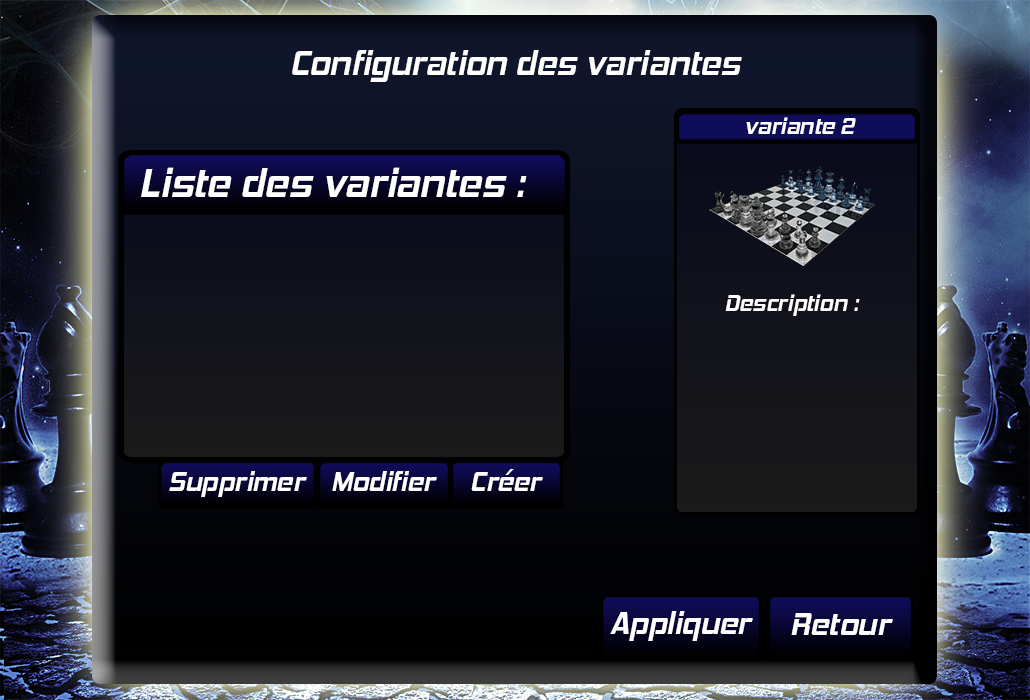 Configuration des variantes
variante 2
Liste des variantes :
Description :
Supprimer Modifier Créer
Appliquer Retour